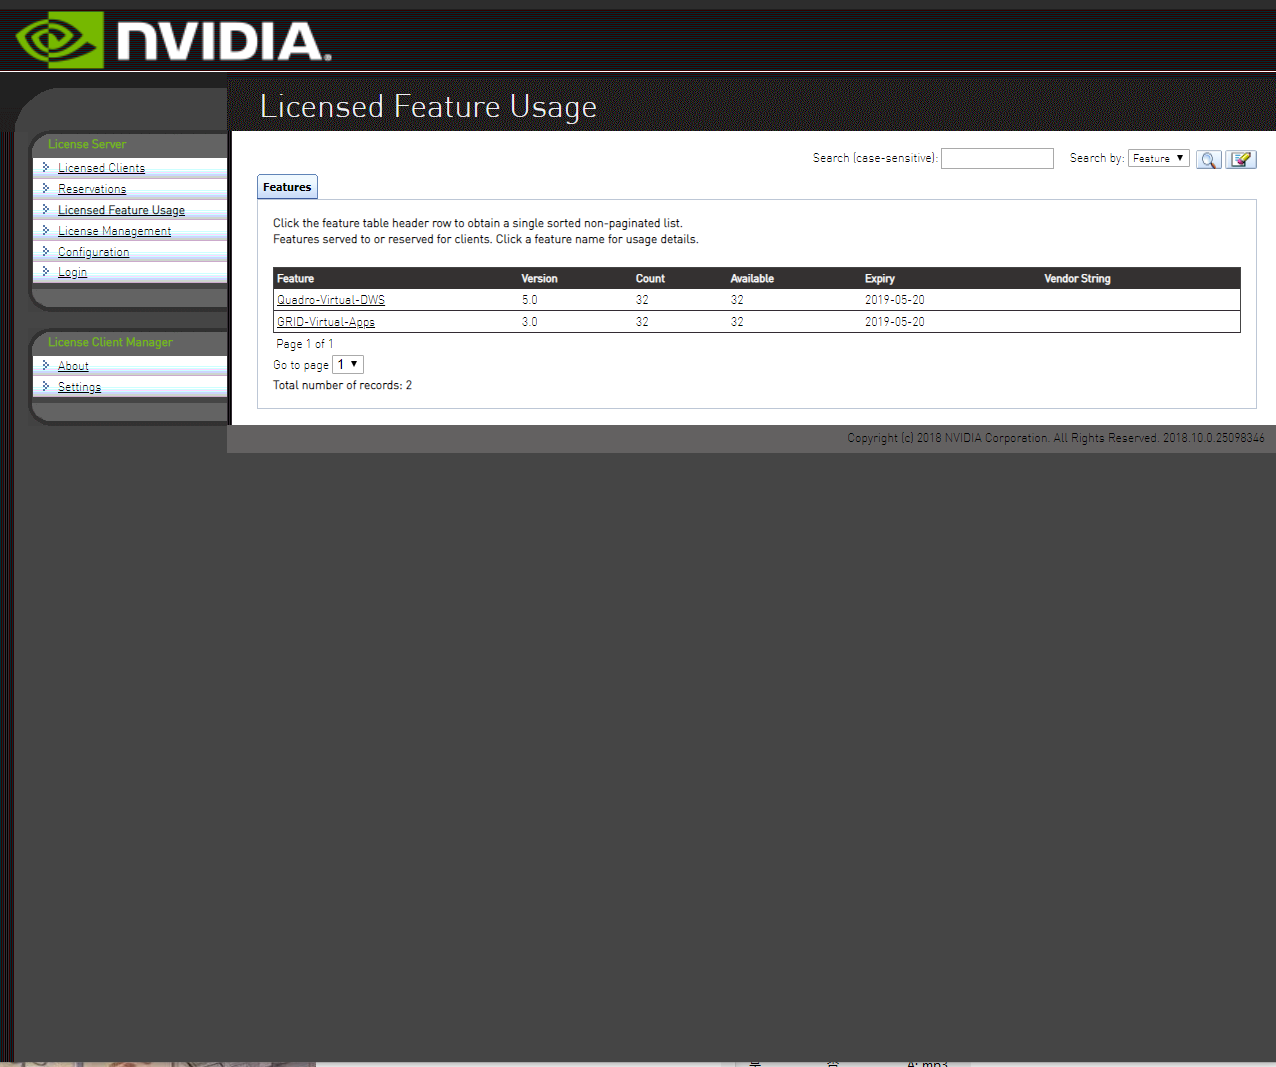 NVIDIA.
Licensed Feature Usage
License Server
Licensed Clients
Reservations
Licensed Feature Usage
License Management
Configuration
Login
License Client Manager
About
Settings
Search (case-sensitive): Search by: Feature
Features
Click the feature table header row to obtain a single sorted non-paginated list.
Features served to or reserved for clients. Click a feature name for usage details.
Feature Version Count Available Expiry Vendor String
Quadro-Virtual-DWS 5.0 32 32 2019-05-20
GRID-Virtual-Apps 3.0 32 32 2019-05-20
Page 1 of 1
Go to page 1
Total number of records: 2
Copyright (c) 2018 NVIDIA Corporation. All Rights Reserved. 2018.10.0.25098346